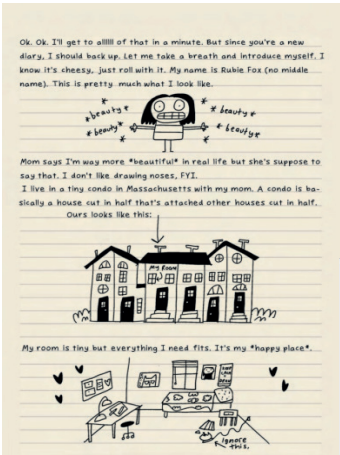 Ok. Ok. I'll get to allllll of that in a minute. But since you're a new
diary, I should back up. Let me take a breath and introduce myself. I
know it's cheesy, just roll with it. My name is Rubie Fox (no middle
name). This is pretty much what I look like.
*beauty* *beauty*
*beauty* *beauty*
Mom says I'm way more *beautiful* in real life but she's suppose to
say that. I don't like drawing noses, FYI.
I live in a tiny condo in Massachusetts with my mom. A condo is ba-
sically a house cut in half that's attached other houses cut in half.
Ours looks like this:
My Room
My room is tiny but everything I need fits. It's my *happy place*.
ignore
this.